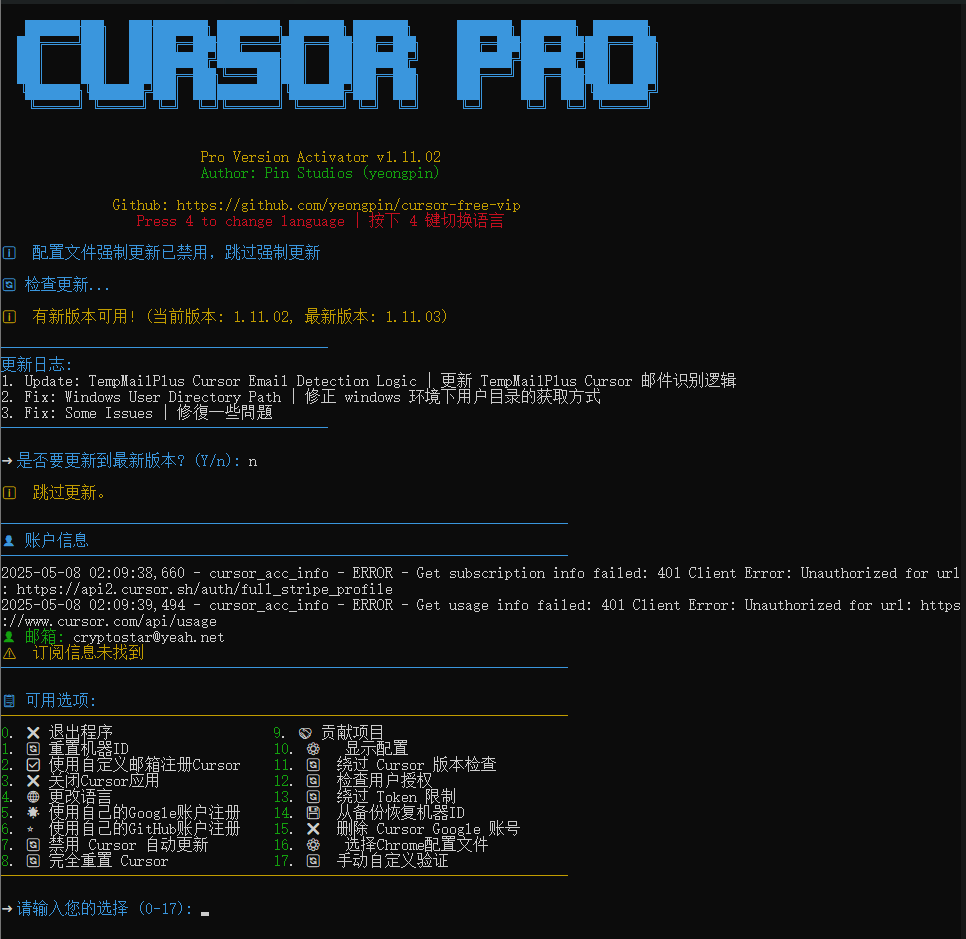 CURSOR PRO
Pro Version Activator v1.11.02
Author: Pin Studios (yeongpin)
Github: https://github.com/yeongpin/cursor-free-vip
Press 4 to change language | 按下 4 键切换语言
配置文件强制更新已禁用，跳过强制更新
检查更新...
有新版本可用! (当前版本: 1.11.02, 最新版本: 1.11.03)
更新日志:
1. Update: TempMailPlus Cursor Email Detection Logic | 更新 TempMailPlus Cursor 邮件识别逻辑
2. Fix: Windows User Directory Path | 修正 windows 环境下用户目录的获取方式
3. Fix: Some Issues | 修復一些問題
➜ 是否要更新到最新版本? (Y/n): n
跳过更新。
账户信息
2025-05-08 02:09:38,660 - cursor_acc_info - ERROR - Get subscription info failed: 401 Client Error: Unauthorized for url
: https://api2.cursor.sh/auth/full_stripe_profile
2025-05-08 02:09:39,494 - cursor_acc_info - ERROR - Get usage info failed: 401 Client Error: Unauthorized for url: https
://www.cursor.com/api/usage
邮箱: cryptostar@yeah.net
订阅信息未找到
可用选项:
0. 退出程序 9. 贡献项目
1. 重置机器ID 10. 显示配置
2. 使用自定义邮箱注册Cursor 11. 绕过 Cursor 版本检查
3. 关闭Cursor应用 12. 检查用户授权
4. 更改语言 13. 绕过 Token 限制
5. 使用自己的Google账户注册 14. 从备份恢复机器ID
6. 使用自己的GitHub账户注册 15. 删除 Cursor Google 账号
7. 禁用 Cursor 自动更新 16. 选择Chrome配置文件
8. 完全重置 Cursor 17. 手动自定义验证
➜ 请输入您的选择 (0-17):